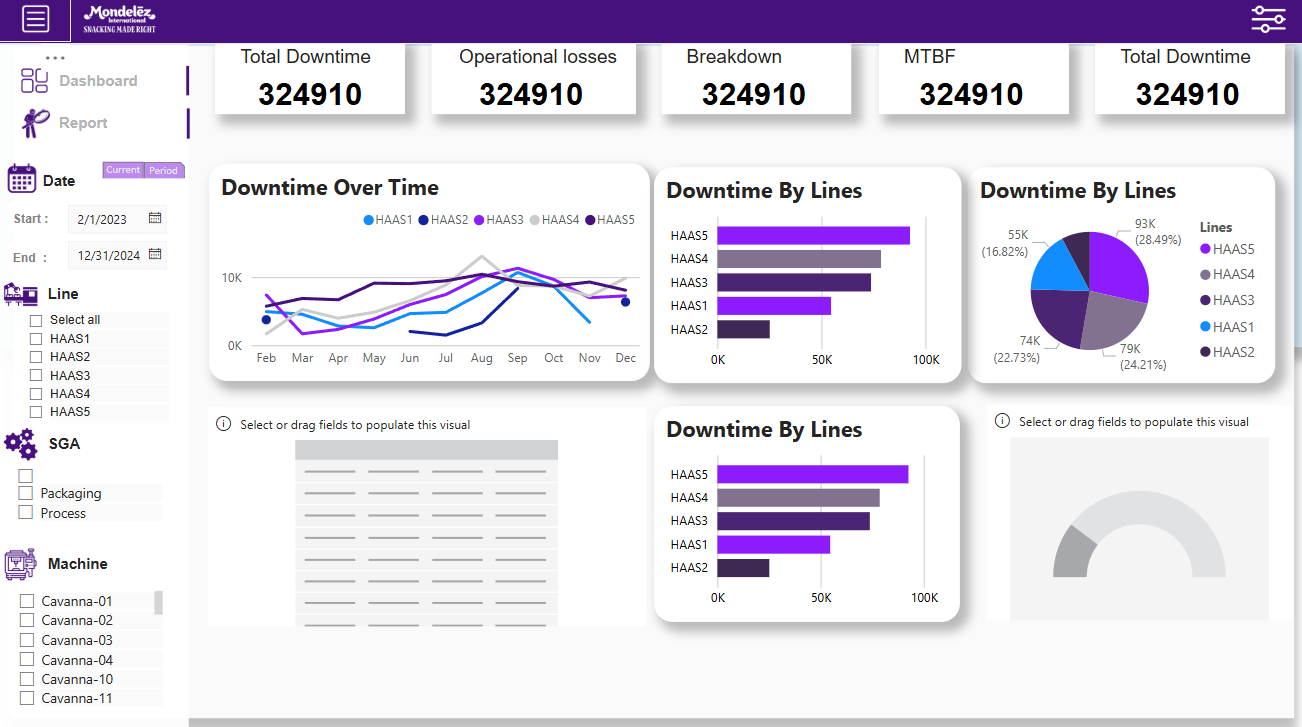 Mondelēz
International
SNACKING MADE RIGHT
Total Downtime
324910
Operational losses
324910
Breakdown
324910
MTBF
324910
Total Downtime
324910
Dashboard
Report
Date
Current Period
Start : 2/1/2023
End : 12/31/2024
Line
Select all
HAAS1
HAAS2
HAAS3
HAAS4
HAAS5
SGA
Packaging
Process
Machine
Cavanna-01
Cavanna-02
Cavanna-03
Cavanna-04
Cavanna-10
Cavanna-11
Downtime Over Time
HAAS1 HAAS2 HAAS3 HAAS4 HAAS5
10K
0K
Feb Mar Apr May Jun Jul Aug Sep Oct Nov Dec
Downtime By Lines
HAAS5
HAAS4
HAAS3
HAAS1
HAAS2
0K 50K 100K
Downtime By Lines
93K
(28.49%)
55K
(16.82%)
74K
(22.73%)
79K
(24.21%)
Lines
HAAS5
HAAS4
HAAS3
HAAS1
HAAS2
Select or drag fields to populate this visual
Downtime By Lines
HAAS5
HAAS4
HAAS3
HAAS1
HAAS2
0K 50K 100K
Select or drag fields to populate this visual